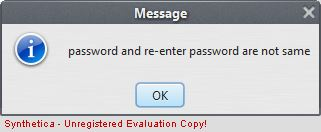 Message
password and re-enter password are not same
OK
Synthetica - Unregistered Evaluation Copy!